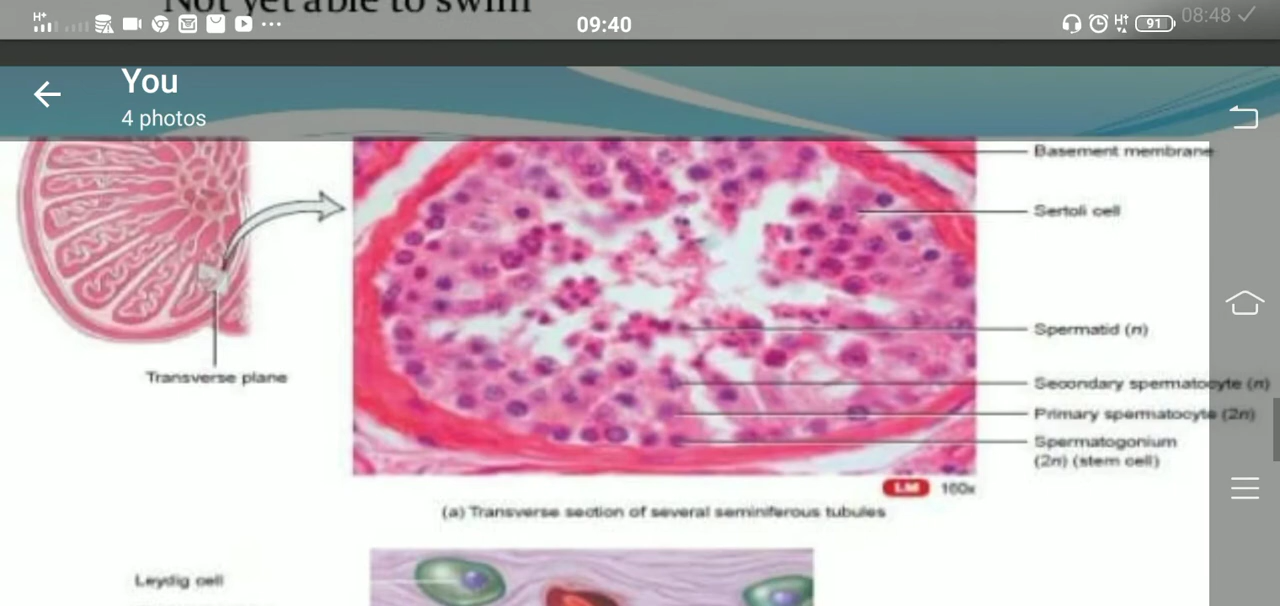 Not yet able to swim
H+
09:40
H†
91
08:48
You
4 photos
Basement membrane
Sertoli cell
Spermatid (n)
Transverse plane
Secondary spermatocyte (n)
Primary spermatocyte (2n)
Spermatogonium
(2n) (stem cell)
LM 160x
(a) Transverse section of several seminiferous tubules
Leydig cell